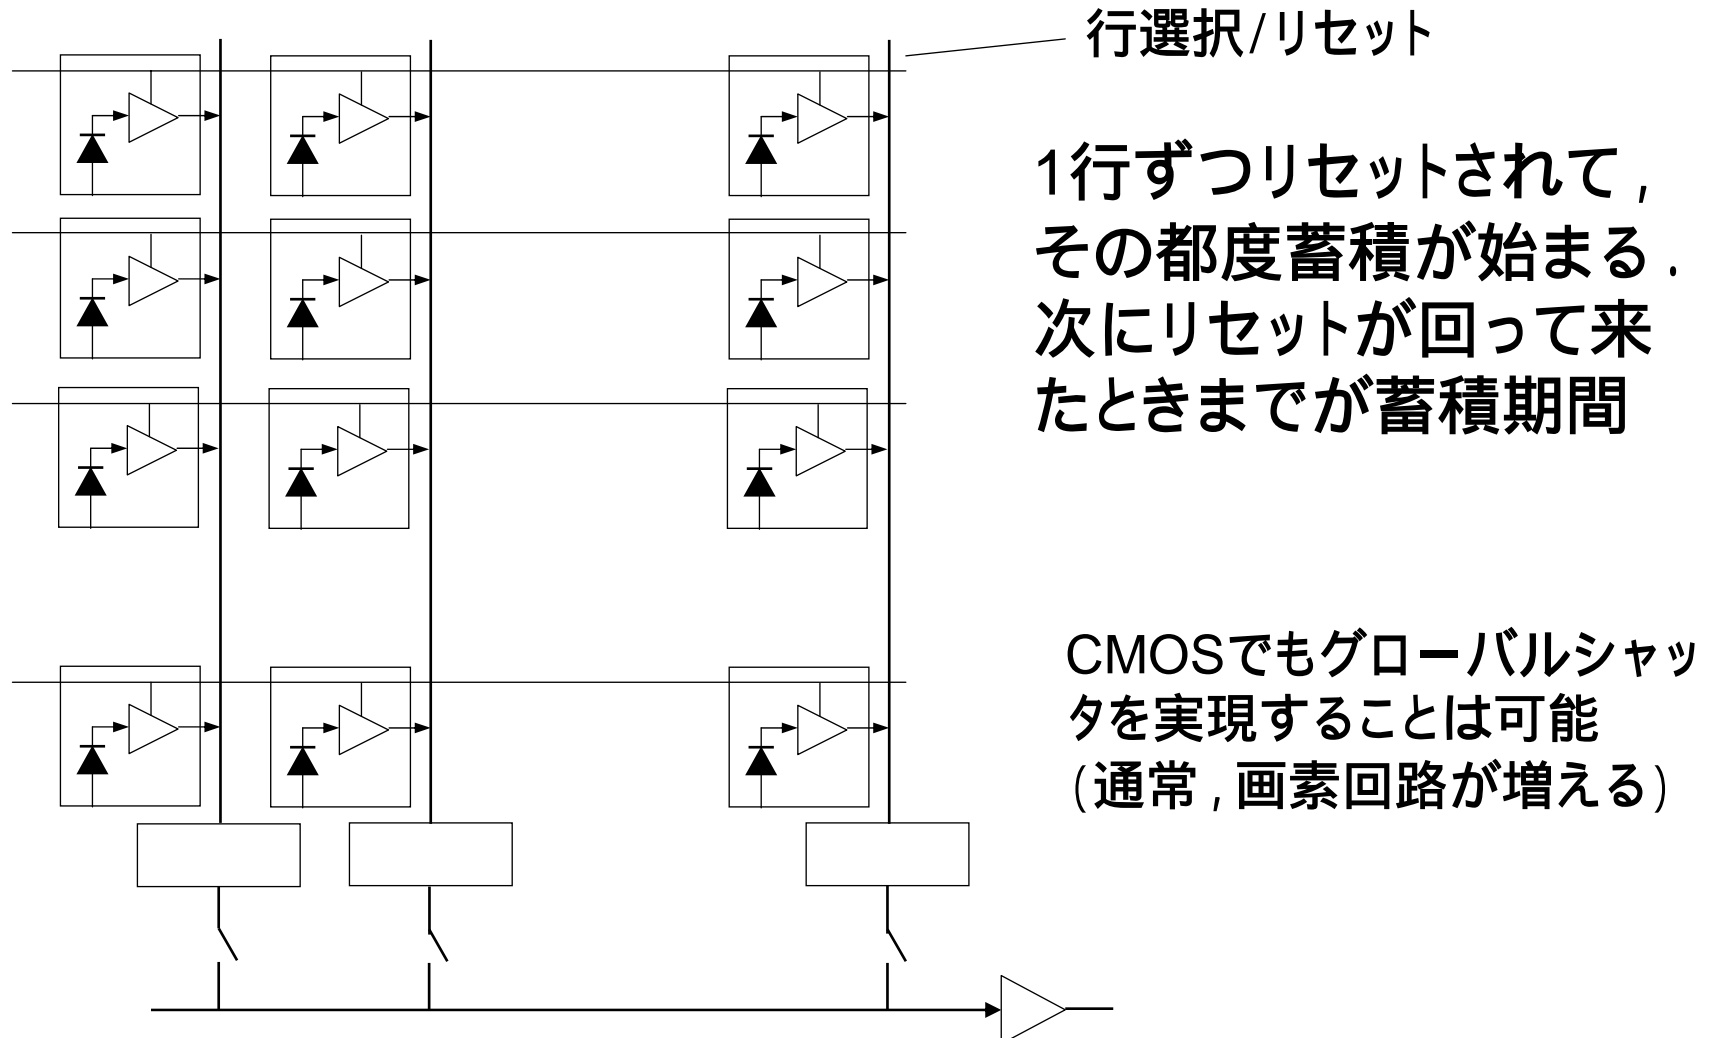 行選択/リセット
1行ずつリセットされて,
その都度蓄積が始まる.
次にリセットが回って来
たときまでが蓄積期間
CMOSでもグローバルシャッ
タを実現することは可能
(通常,画素回路が増える)